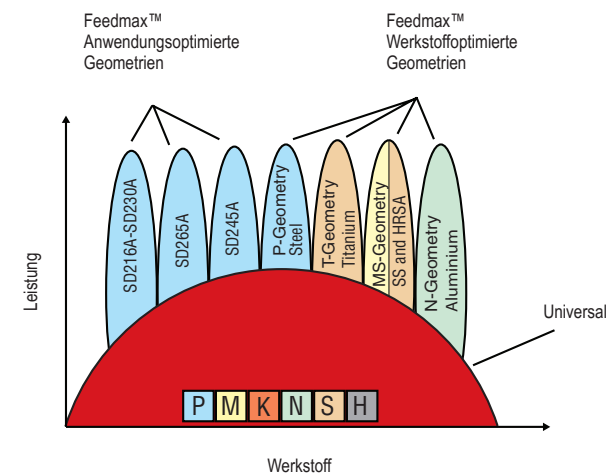 Feedmax™
Anwendungsoptimierte
Geometrien
Feedmax™
Werkstoffoptimierte
Geometrien
Leistung
SD216A-SD230A
SD265A
SD245A
P-Geometry
Steel
T-Geometry
Titanium
MS-Geometry
SS and HRSA
N-Geometry
Aluminium
Universal
P M K N S H
Werkstoff